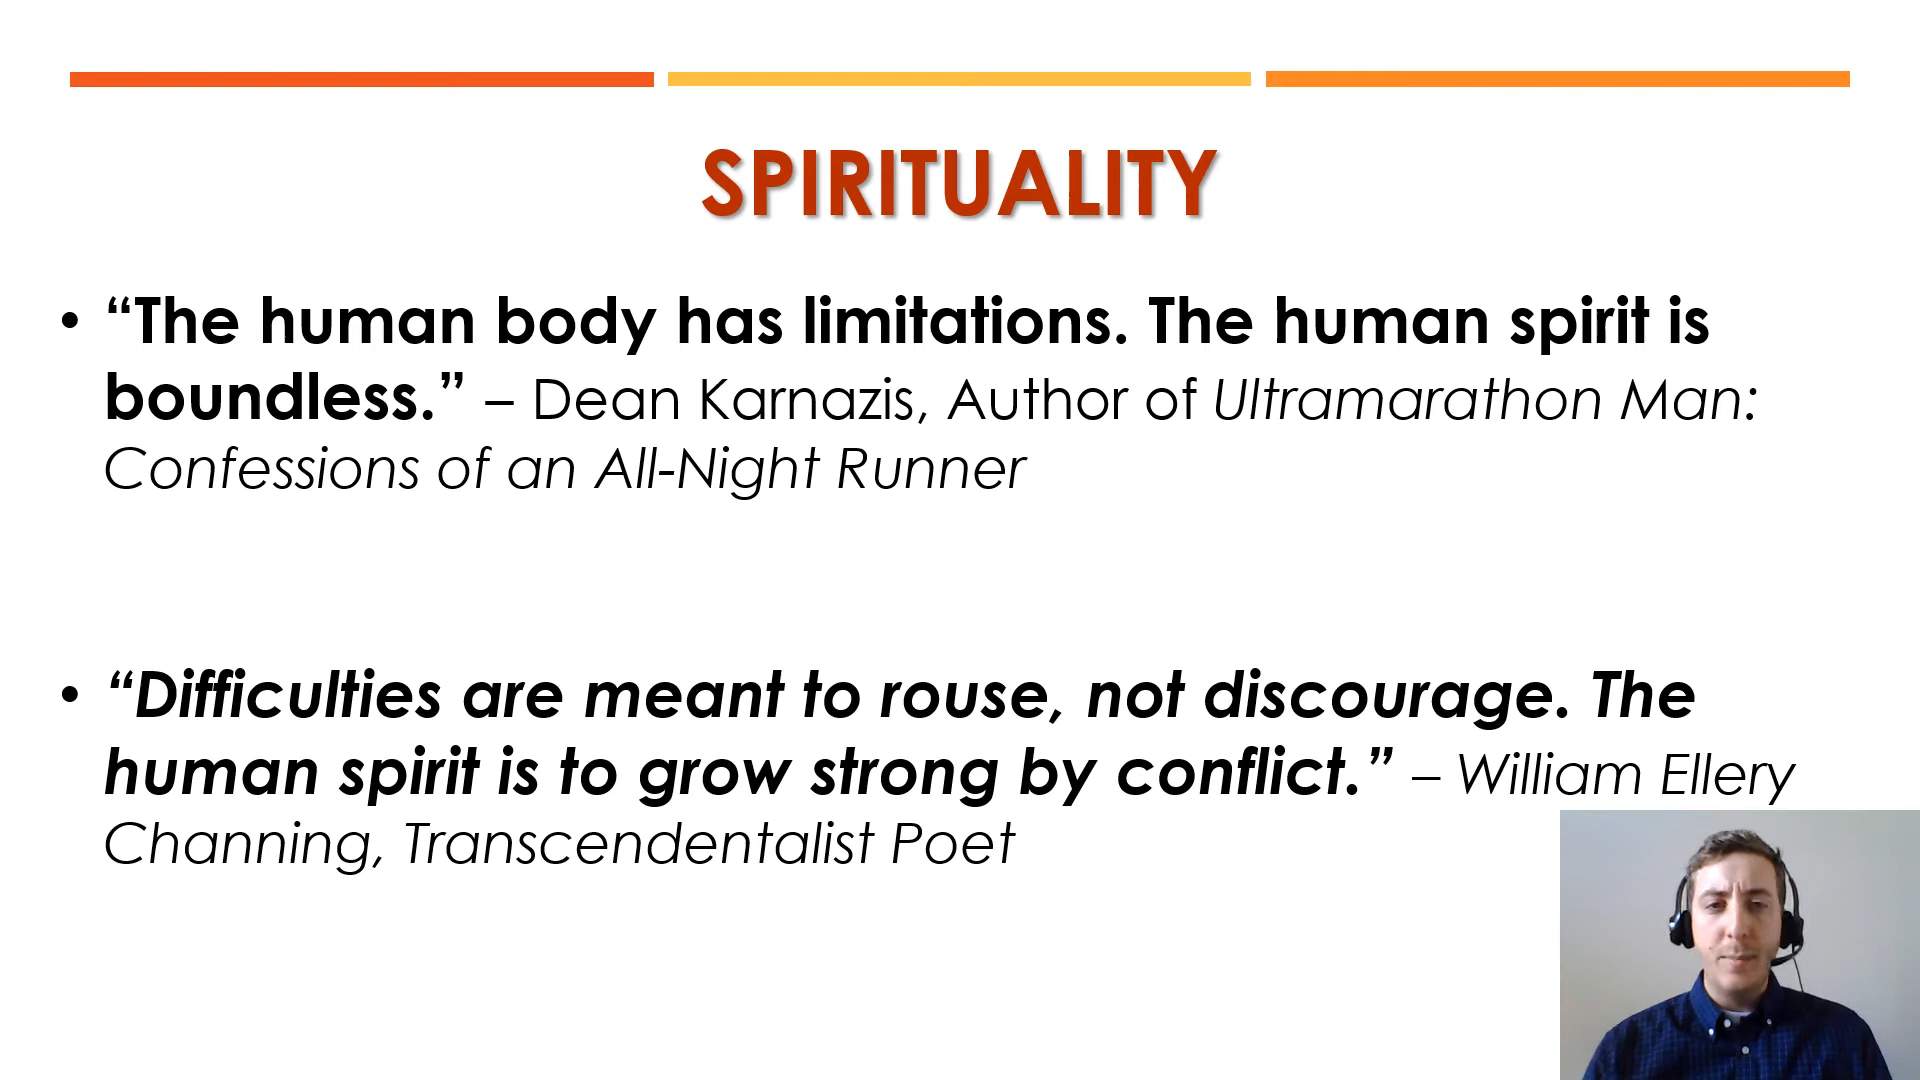 SPIRITUALITY
• “The human body has limitations. The human spirit is
boundless.” – Dean Karnazis, Author of Ultramarathon Man:
Confessions of an All-Night Runner
• “Difficulties are meant to rouse, not discourage. The
human spirit is to grow strong by conflict.” – William Ellery
Channing, Transcendentalist Poet